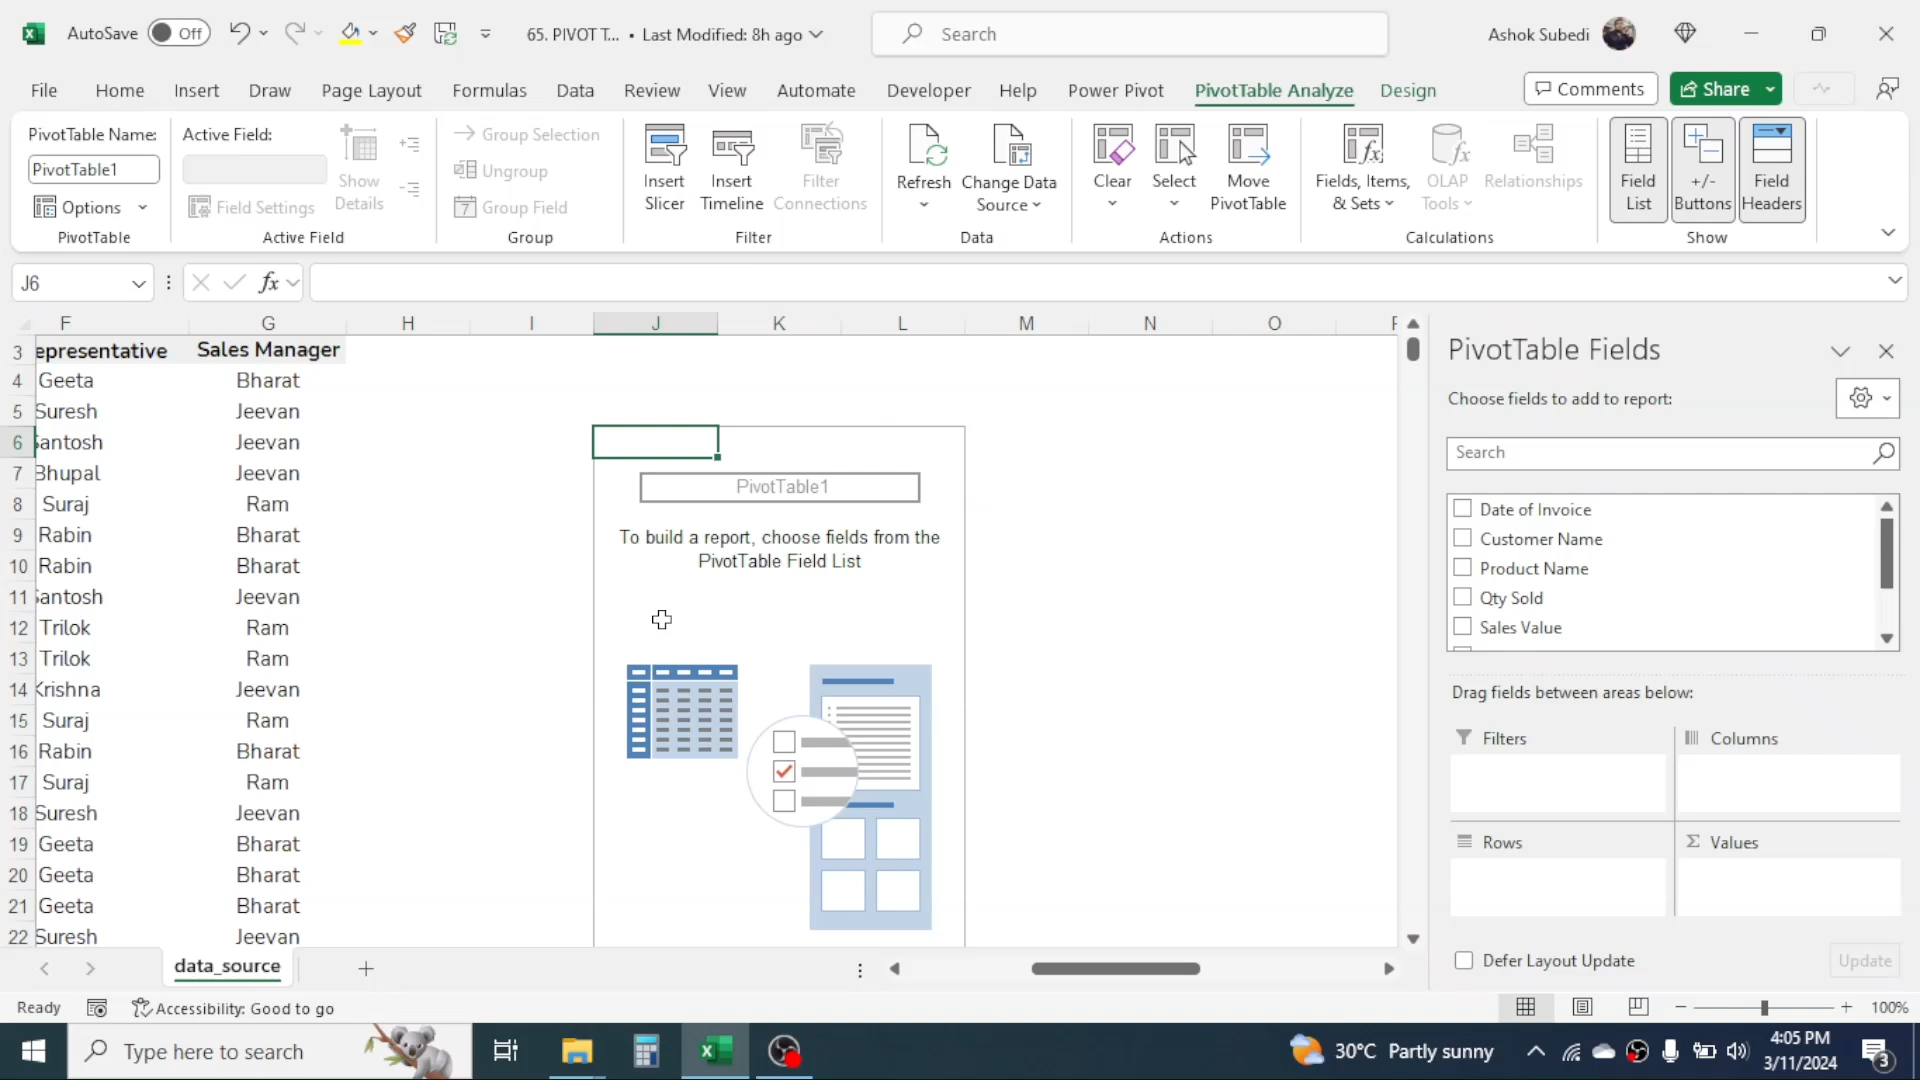 AutoSave Off 65. PIVOT T... • Last Modified: 8h ago Search Ashok Subedi
File Home Insert Draw Page Layout Formulas Data Review View Automate Developer Help Power Pivot PivotTable Analyze Design Comments Share
PivotTable Name:
PivotTable1
Options
PivotTable
Active Field:
Field Settings
Show Details
Active Field
Group Selection
Ungroup
7 Group Field
Group
Insert Slicer
Insert Timeline
Filter Connections
Filter
Refresh
Change Data Source
Data
Clear
Select
Move PivotTable
Actions
Fields, Items, & Sets
OLAP Tools
Relationships
Calculations
Field List
+/- Buttons
Field Headers
Show
J6 fx
F G H I J K L M N O
3 epresentative Sales Manager
4 Geeta Bharat
5 Suresh Jeevan
6 Santosh Jeevan
7 Bhupal Jeevan
8 Suraj Ram
9 Rabin Bharat
10 Rabin Bharat
11 Santosh Jeevan
12 Trilok Ram
13 Trilok Ram
14 Krishna Jeevan
15 Suraj Ram
16 Rabin Bharat
17 Suraj Ram
18 Suresh Jeevan
19 Geeta Bharat
20 Geeta Bharat
21 Geeta Bharat
22 Suresh Jeevan
PivotTable1
To build a report, choose fields from the
PivotTable Field List
PivotTable Fields
Choose fields to add to report:
Search
Date of Invoice
Customer Name
Product Name
Qty Sold
Sales Value
Drag fields between areas below:
Filters Columns
Rows Σ Values
Defer Layout Update Update
data_source
Ready Accessibility: Good to go 100%
Type here to search 30°C Partly sunny 4:05 PM
3/11/2024 3